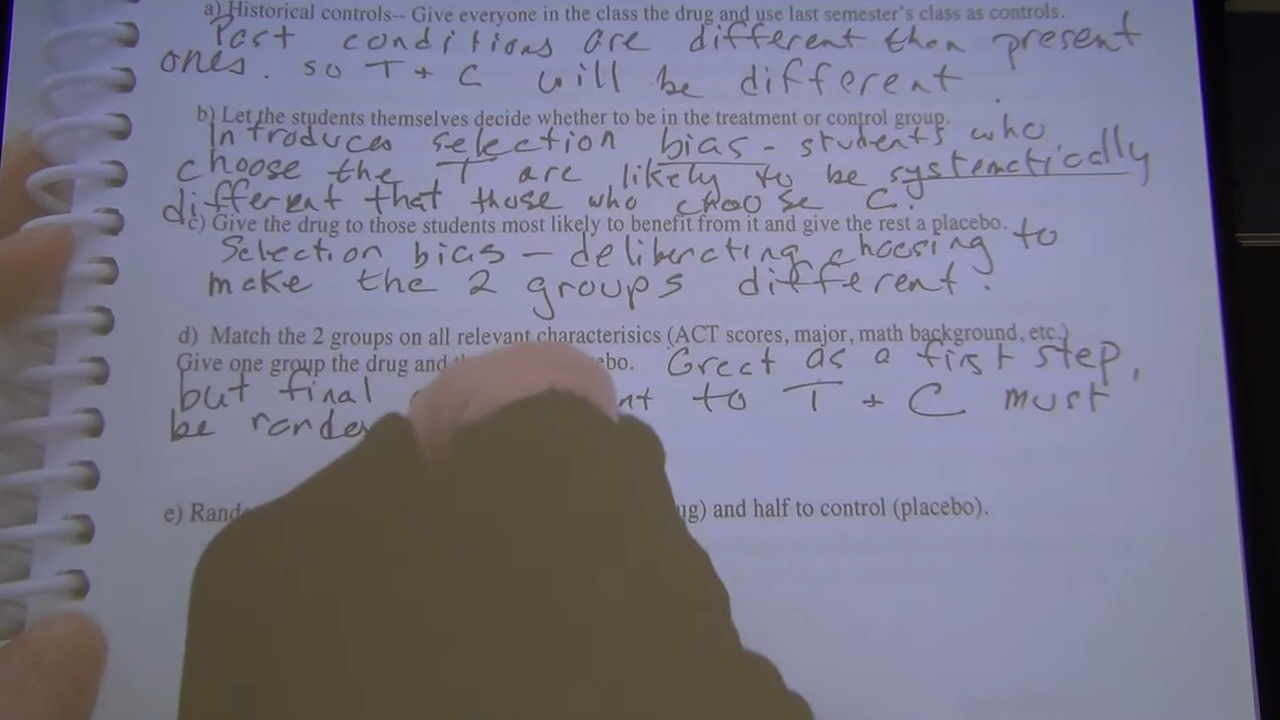 a) Historical controls-- Give everyone in the class the drug and use last semester's class as controls.
Past conditions are different than present
ones. so T + C will be different.
b) Let the students themselves decide whether to be in the treatment or control group.
Introduces selection bias - students who
choose the T are likely to be systematically
different that those who choose C.
c) Give the drug to those students most likely to benefit from it and give the rest a placebo.
Selection bias - deliberating choosing to
make the 2 groups different.
d) Match the 2 groups on all relevant characterisics (ACT scores, major, math background, etc.)
Give one group the drug and
Great as a first step,
but final to T + C must
be
e) and half to control (placebo).